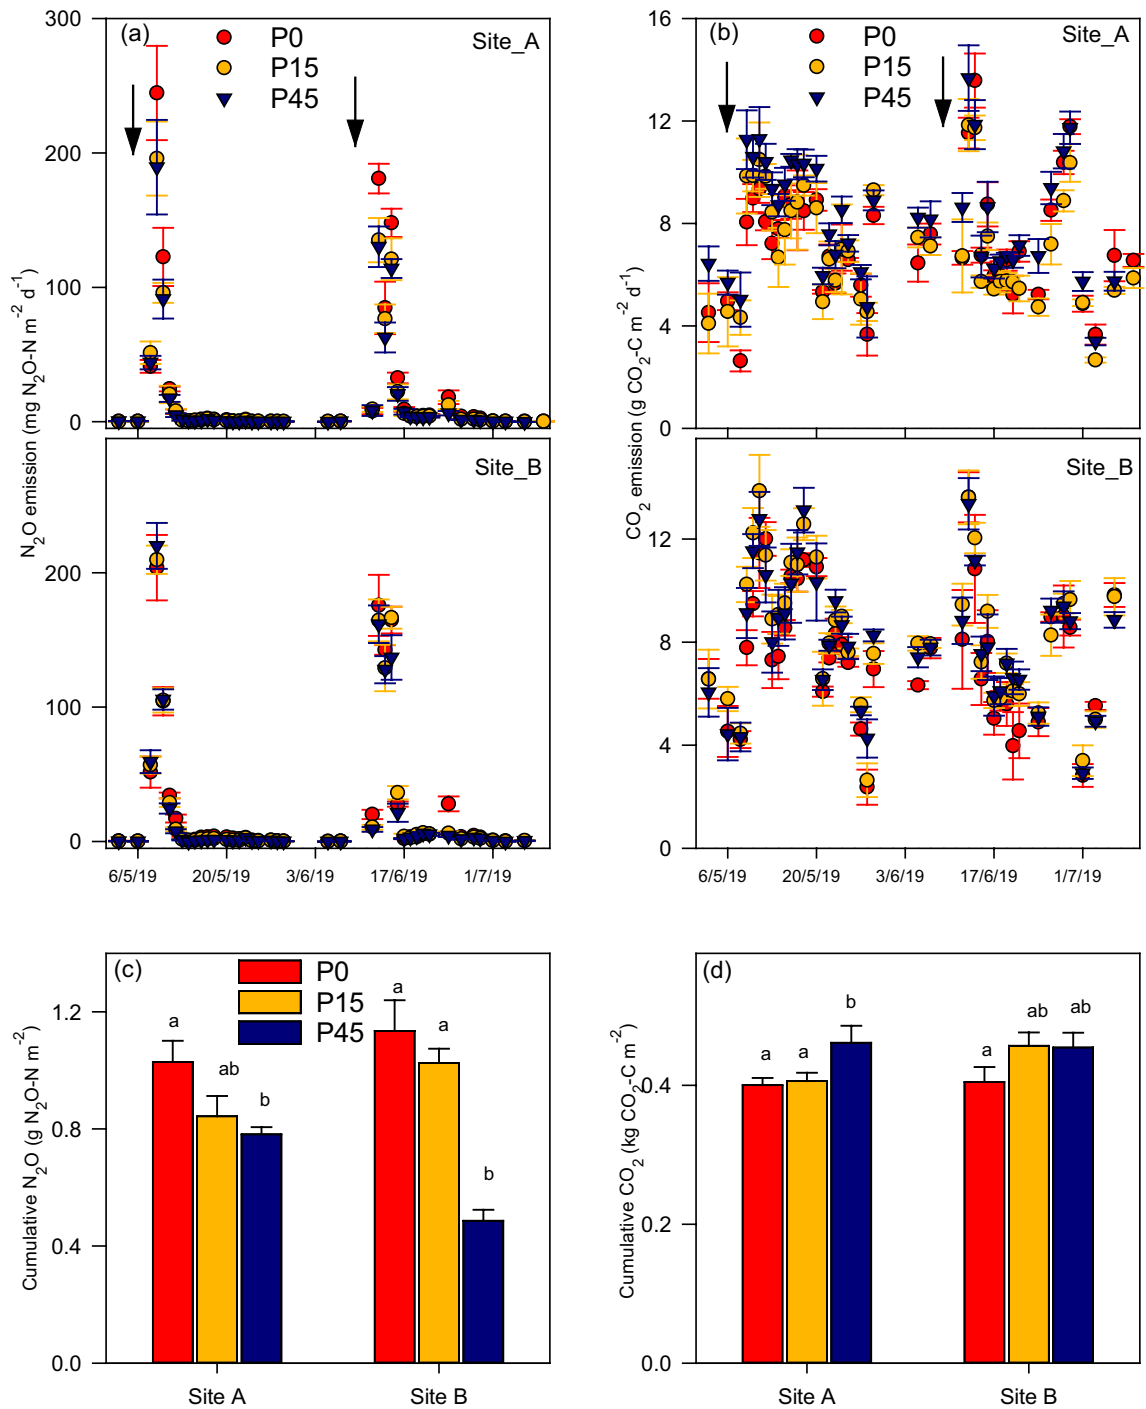 (a)
P0
P15
P45
Site_A
300
200
100
0
N₂O emission (mg N₂O-N m⁻² d⁻¹)
Site_B
200
100
0
6/5/19
20/5/19
3/6/19
17/6/19
1/7/19
(b)
P0
P15
P45
Site_A
16
12
8
4
0
CO₂ emission (g CO₂-C m⁻² d⁻¹)
Site_B
12
8
4
0
6/5/19
20/5/19
3/6/19
17/6/19
1/7/19
(c)
P0
P15
P45
1.2
0.8
0.4
0.0
Cumulative N₂O (g N₂O-N m⁻²)
a
ab
b
a
a
b
Site A
Site B
(d)
0.4
0.2
0.0
Cumulative CO₂ (kg CO₂-C m⁻²)
a
a
b
a
ab
ab
Site A
Site B